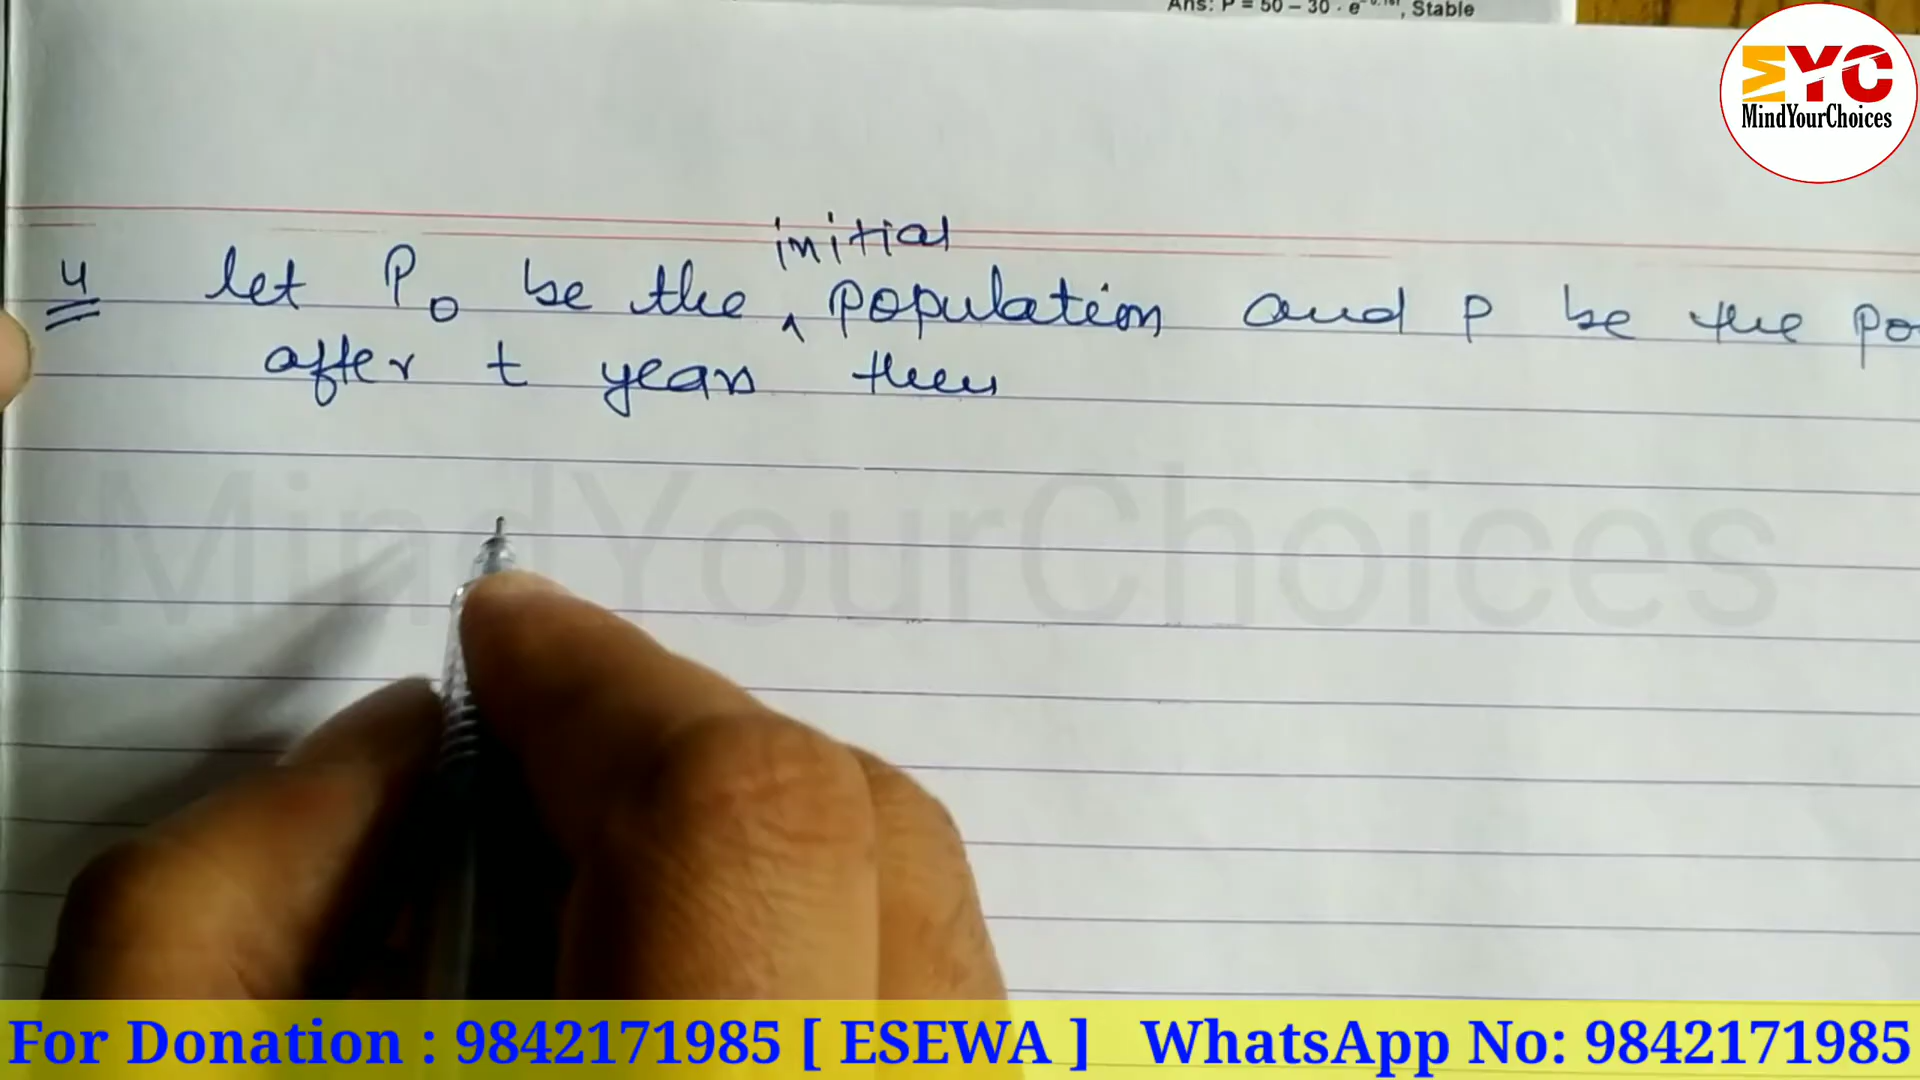 Ans: P = 50 – 30 · e , Stable
MYC
MindYourChoices
initial
4 let P₀ be the ^ population and P be the po
after t years then
MindYourChoices
For Donation : 9842171985 [ ESEWA ] WhatsApp No: 9842171985